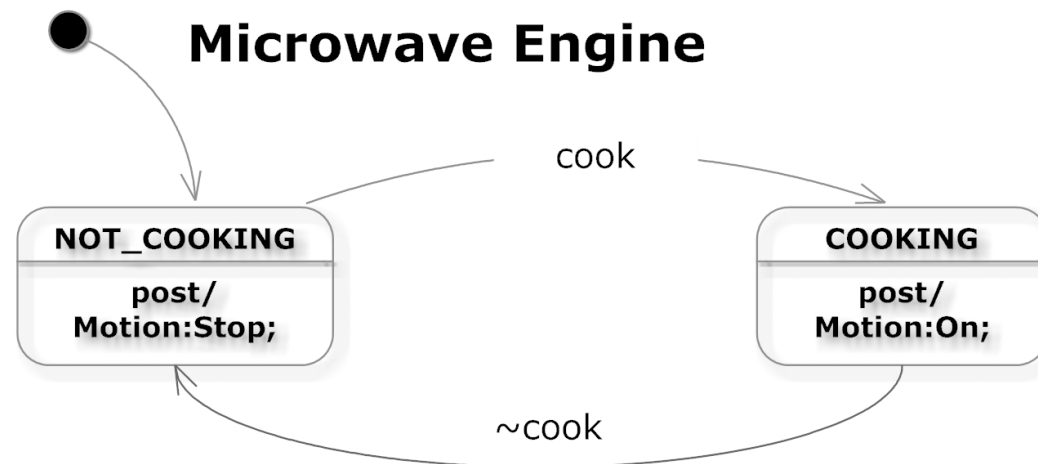 Microwave Engine
cook
NOT_COOKING
post/
Motion:Stop;
COOKING
post/
Motion:On;
~cook